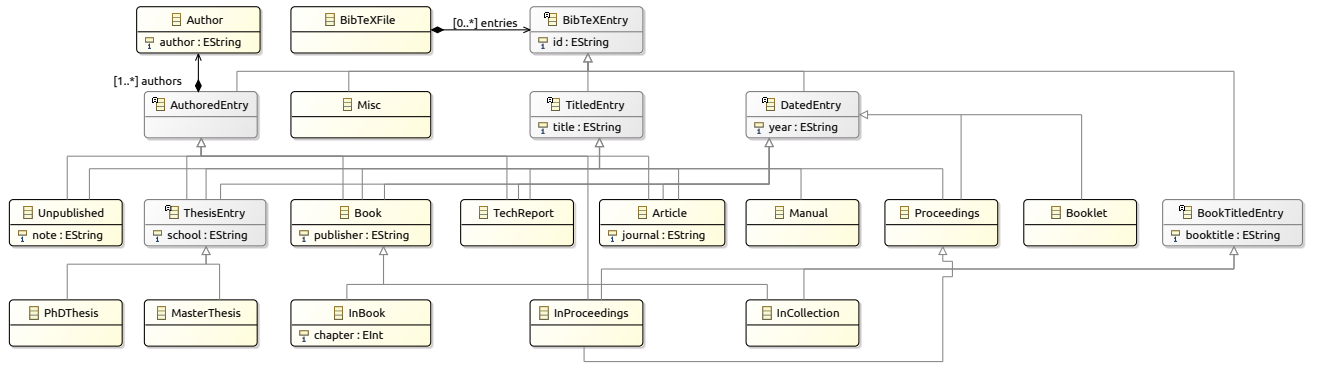 Author
author : EString
BibTeXFile
[0..*] entries
BibTeXEntry
id : EString
[1..*] authors
AuthoredEntry
Misc
TitledEntry
title : EString
DatedEntry
year : EString
Unpublished
note : EString
ThesisEntry
school : EString
Book
publisher : EString
TechReport
Article
journal : EString
Manual
Proceedings
Booklet
BookTitledEntry
booktitle : EString
PhDThesis
MasterThesis
InBook
chapter : EInt
InProceedings
InCollection